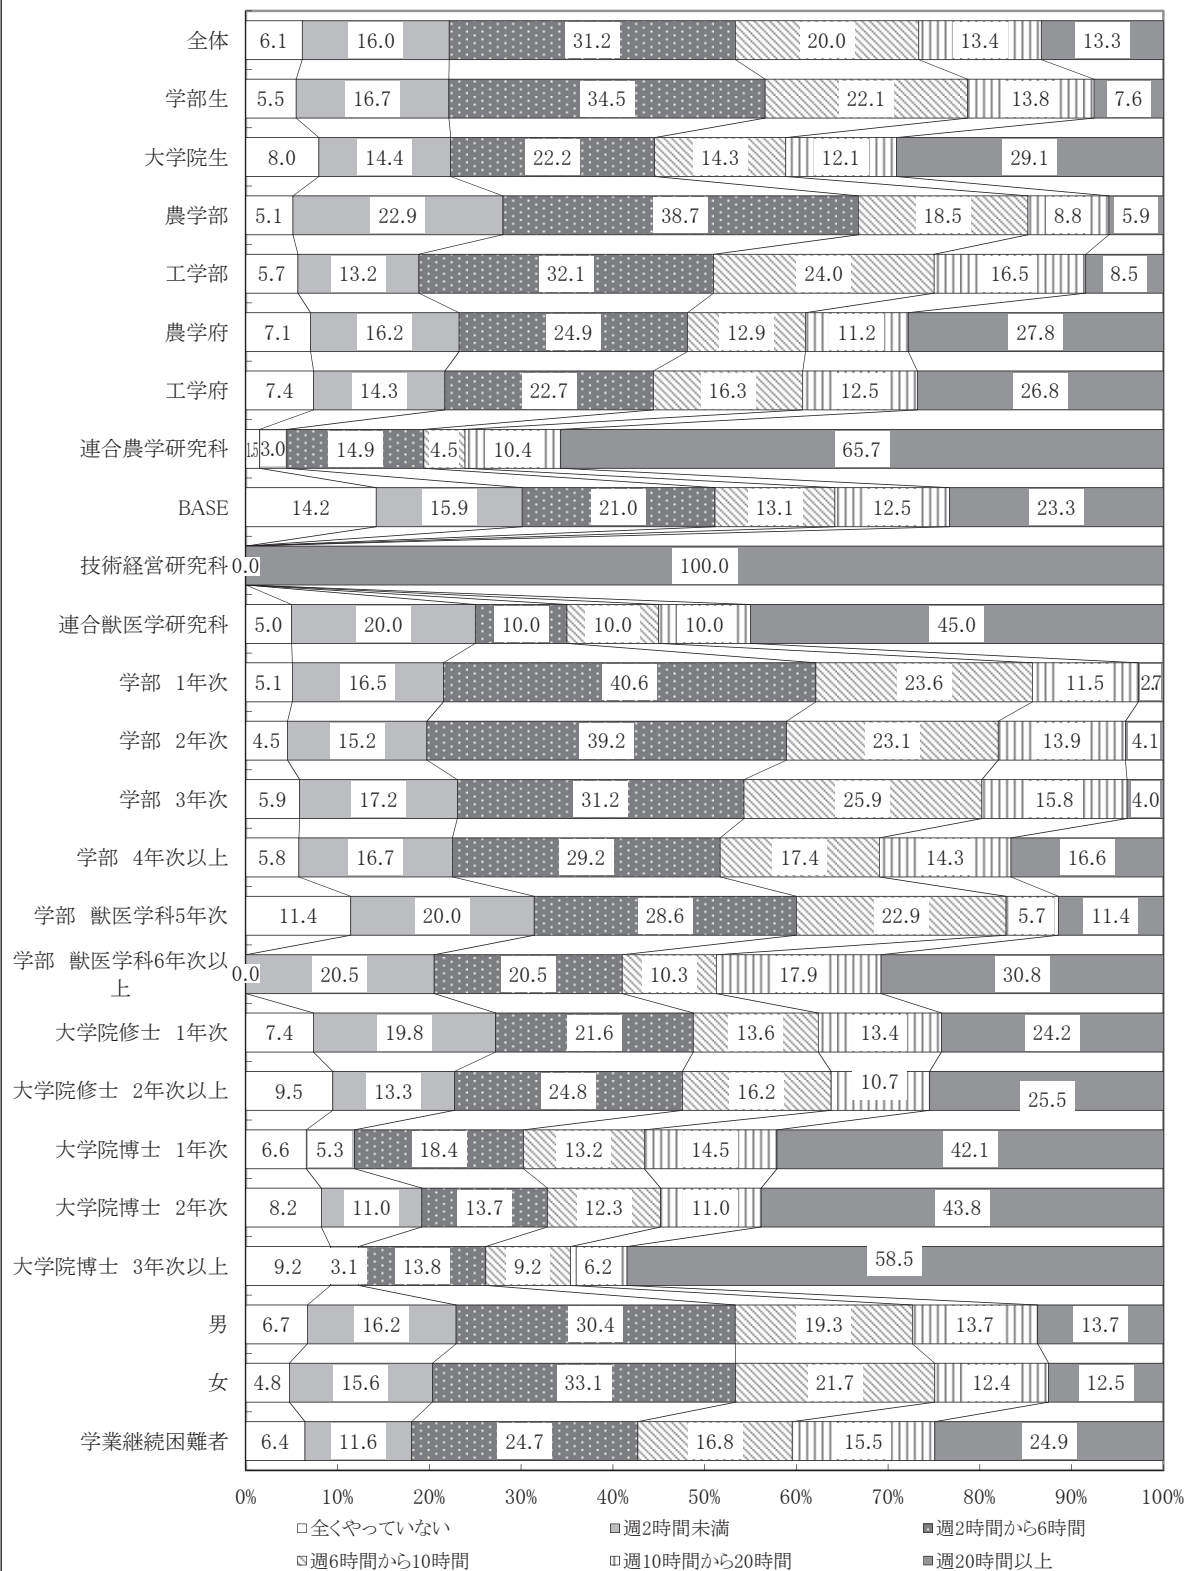 全体 6.1 16.0 31.2 20.0 13.4 13.3
学部生 5.5 16.7 34.5 22.1 13.8 7.6
大学院生 8.0 14.4 22.2 14.3 12.1 29.1
農学部 5.1 22.9 38.7 18.5 8.8 5.9
工学部 5.7 13.2 32.1 24.0 16.5 8.5
農学府 7.1 16.2 24.9 12.9 11.2 27.8
工学府 7.4 14.3 22.7 16.3 12.5 26.8
連合農学研究科 1.5 3.0 14.9 4.5 10.4 65.7
BASE 14.2 15.9 21.0 13.1 12.5 23.3
技術経営研究科 0.0 100.0
連合獣医学研究科 5.0 20.0 10.0 10.0 10.0 45.0
学部 1年次 5.1 16.5 40.6 23.6 11.5 2.7
学部 2年次 4.5 15.2 39.2 23.1 13.9 4.1
学部 3年次 5.9 17.2 31.2 25.9 15.8 4.0
学部 4年次以上 5.8 16.7 29.2 17.4 14.3 16.6
学部 獣医学科5年次 11.4 20.0 28.6 22.9 5.7 11.4
学部 獣医学科6年次以
上
0.0 20.5 20.5 10.3 17.9 30.8
大学院修士 1年次 7.4 19.8 21.6 13.6 13.4 24.2
大学院修士 2年次以上 9.5 13.3 24.8 16.2 10.7 25.5
大学院博士 1年次 6.6 5.3 18.4 13.2 14.5 42.1
大学院博士 2年次 8.2 11.0 13.7 12.3 11.0 43.8
大学院博士 3年次以上 9.2 3.1 13.8 9.2 6.2 58.5
男 6.7 16.2 30.4 19.3 13.7 13.7
女 4.8 15.6 33.1 21.7 12.4 12.5
学業継続困難者 6.4 11.6 24.7 16.8 15.5 24.9
0% 10% 20% 30% 40% 50% 60% 70% 80% 90% 100%
全くやっていない 週2時間未満 週2時間から6時間
週6時間から10時間 週10時間から20時間 週20時間以上